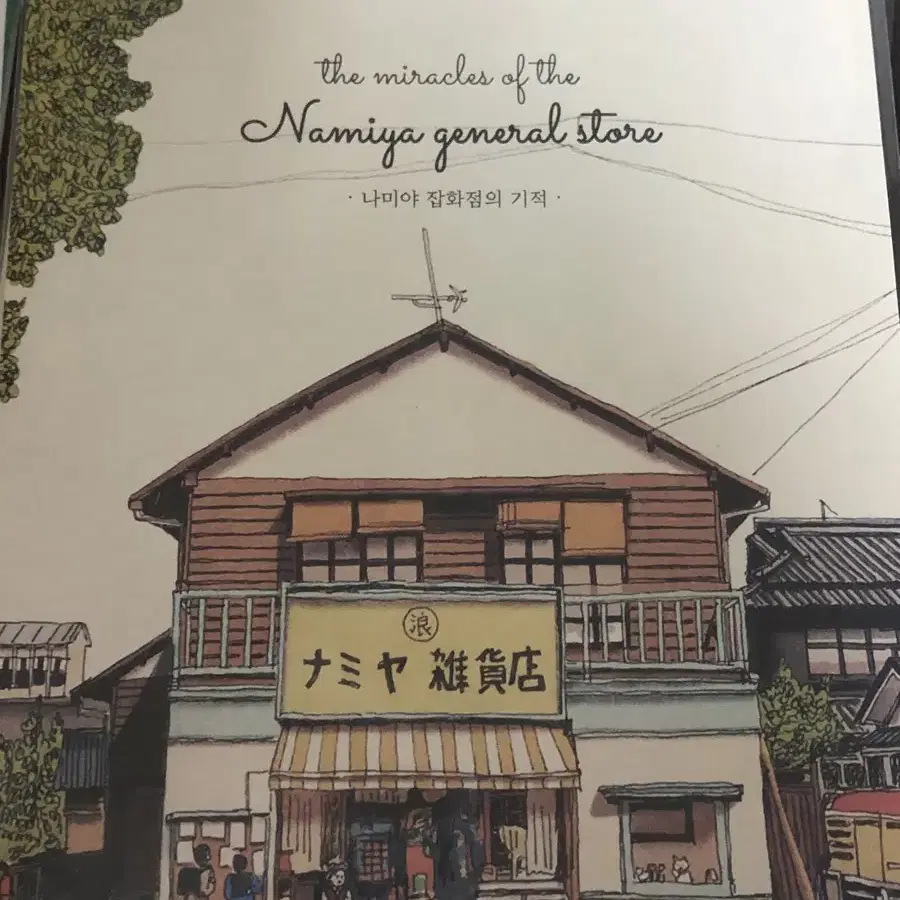 the miracles of the
Namiya general store
· 나미야 잡화점의 기적 ·
浪
ナミヤ 雑貨店